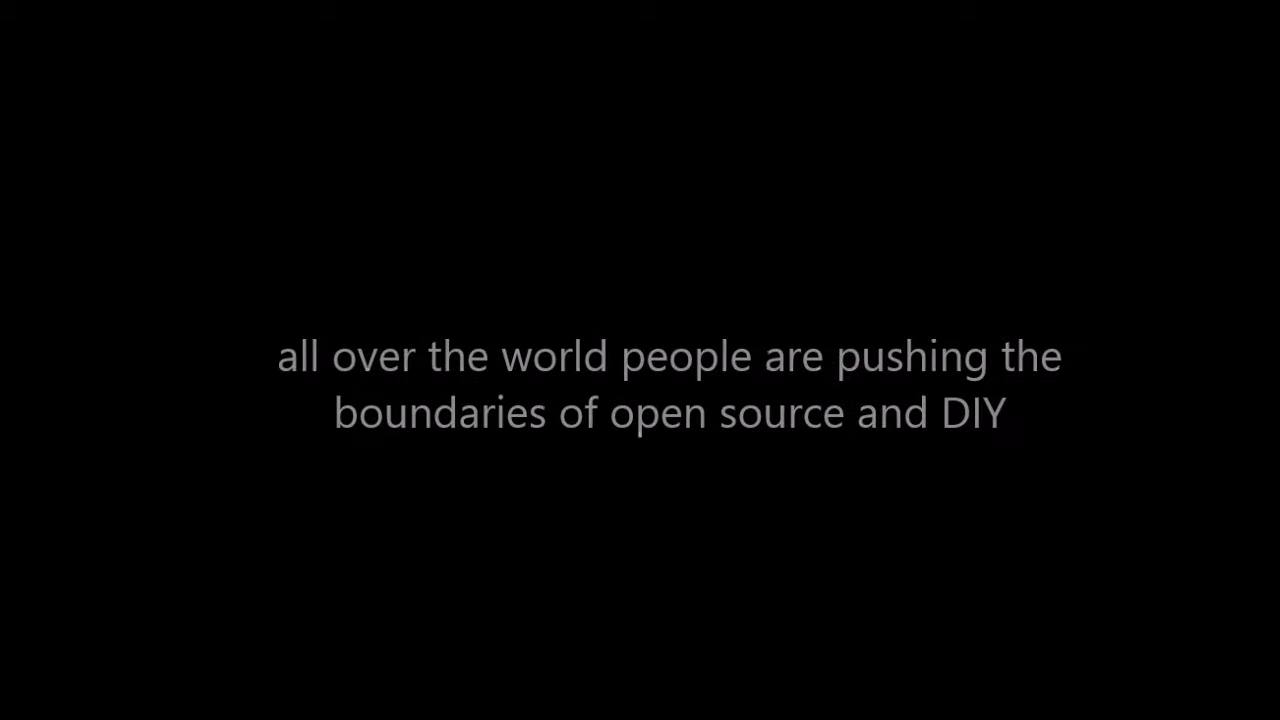 all over the world people are pushing the
boundaries of open source and DIY